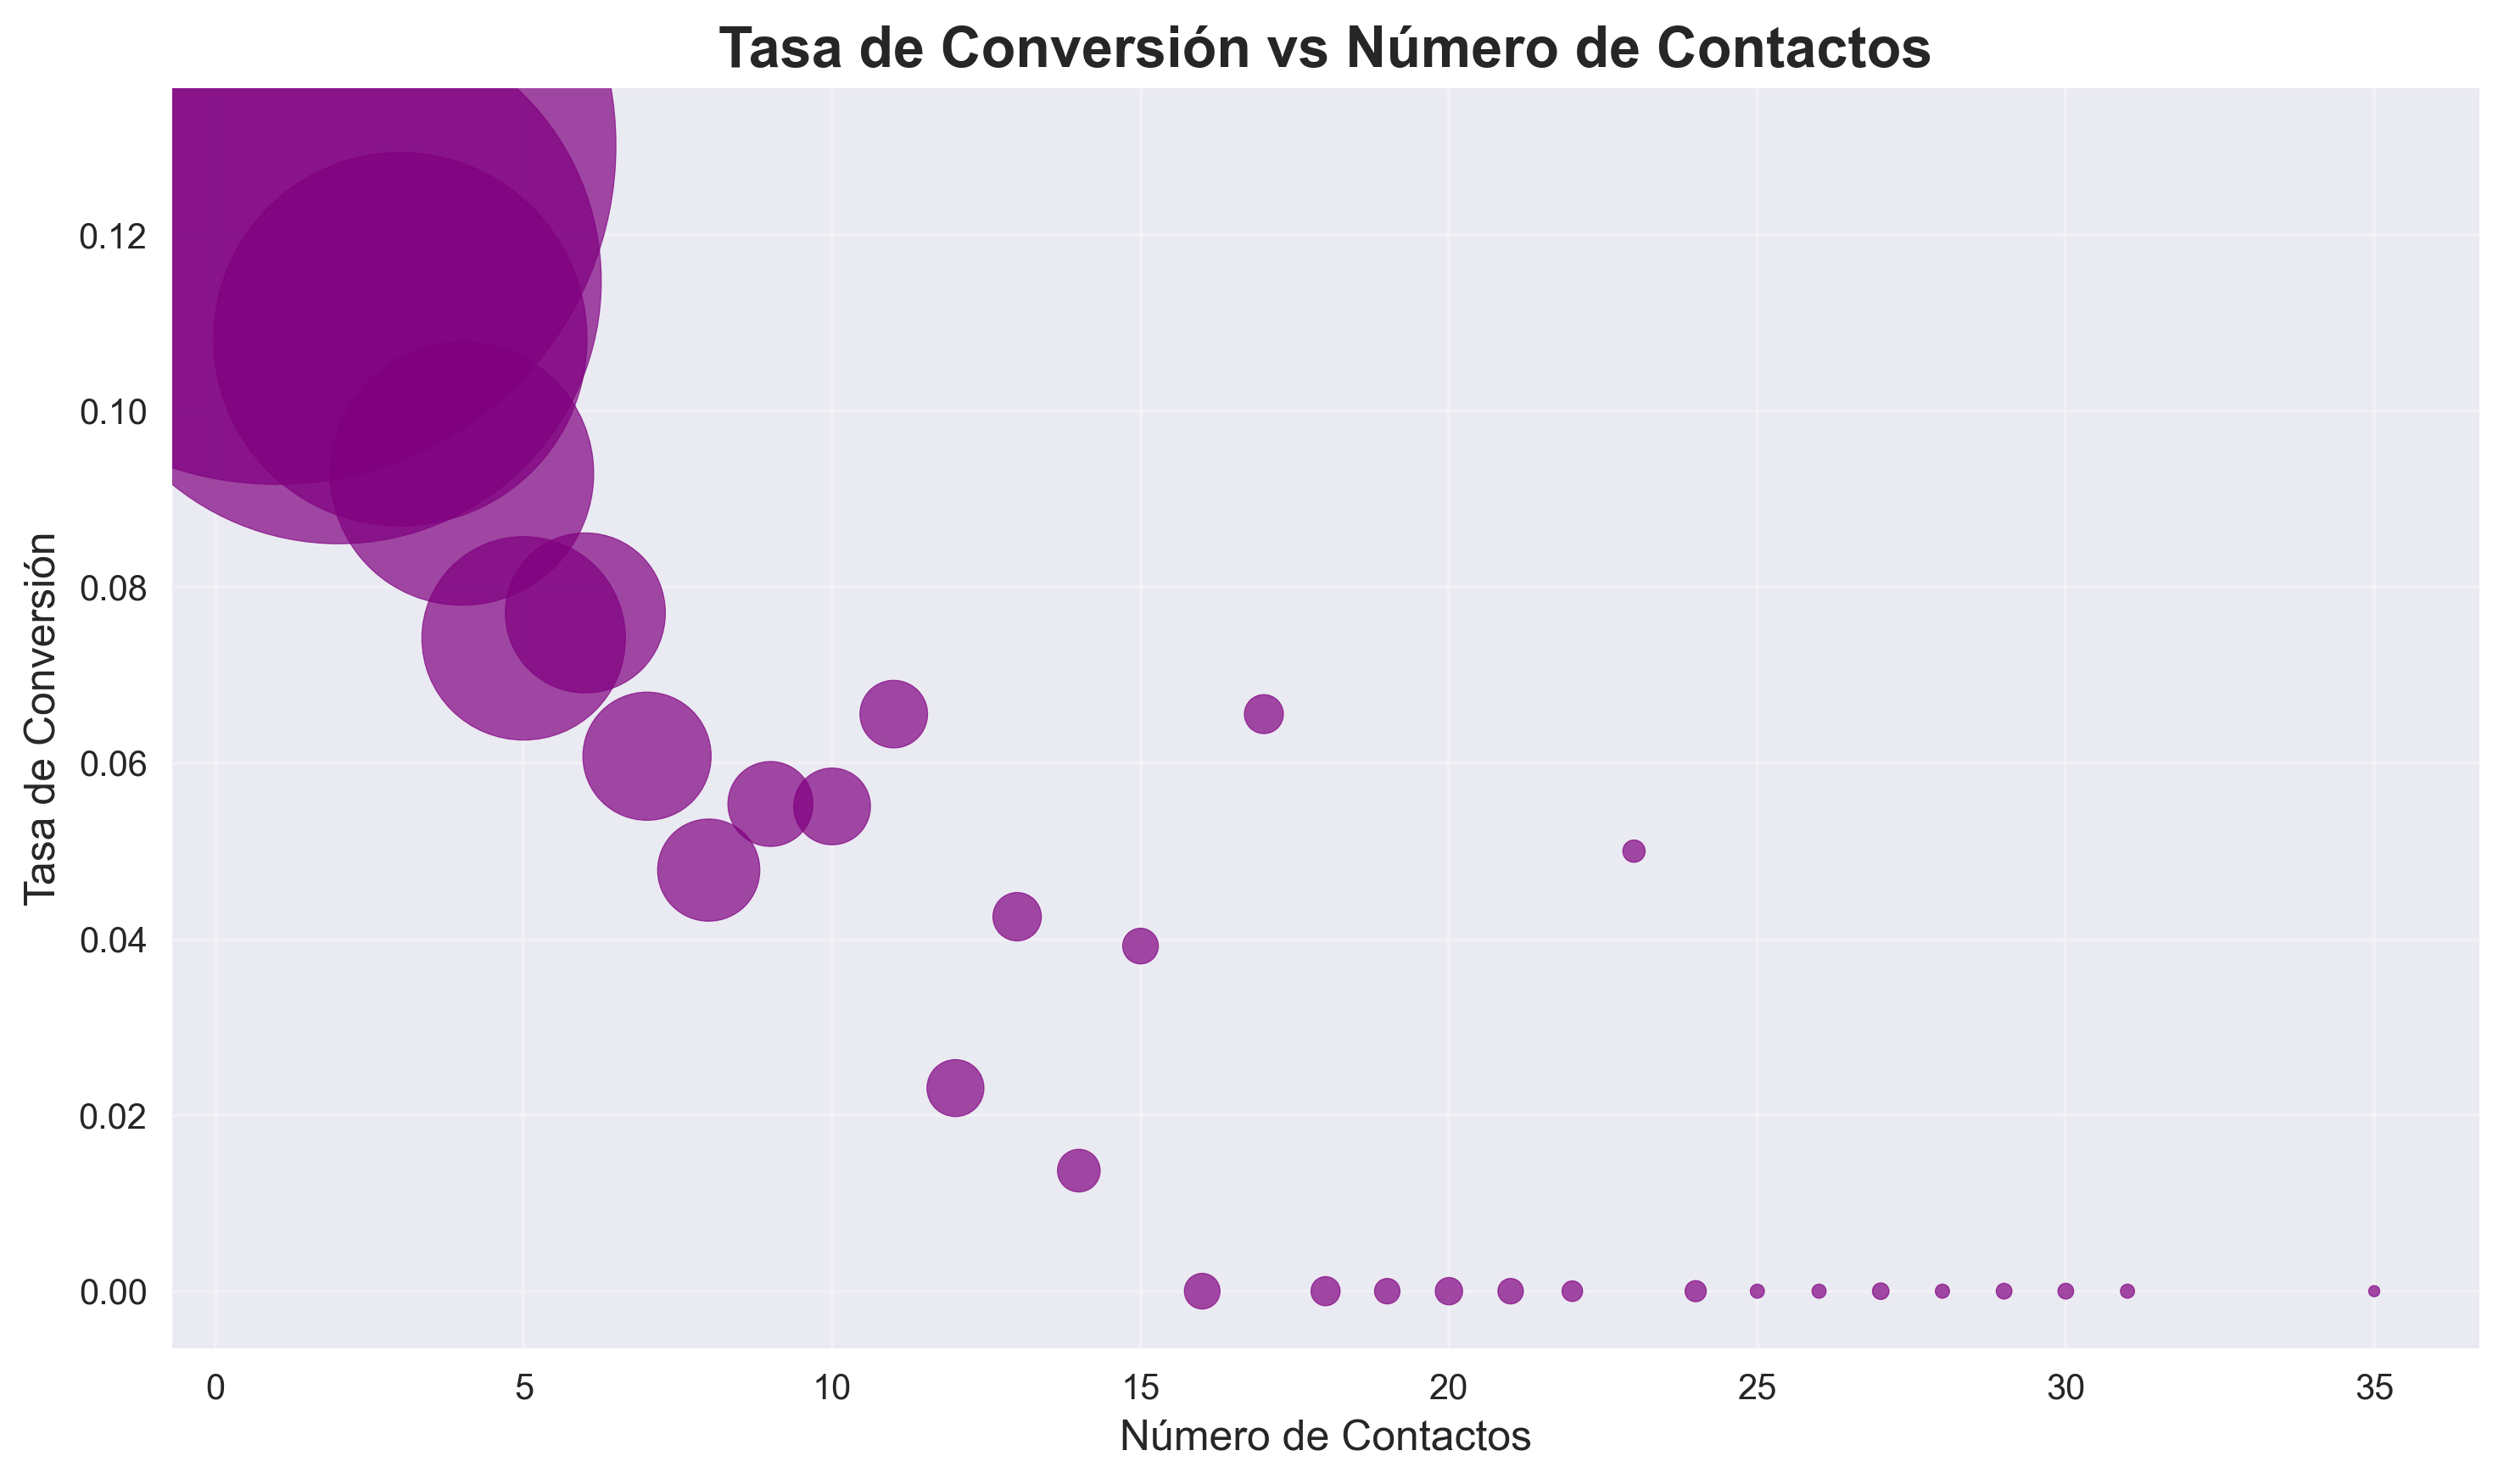 Tasa de Conversión vs Número de Contactos
Tasa de Conversión
0.12
0.10
0.08
0.06
0.04
0.02
0.00
0 5 10 15 20 25 30 35
Número de Contactos